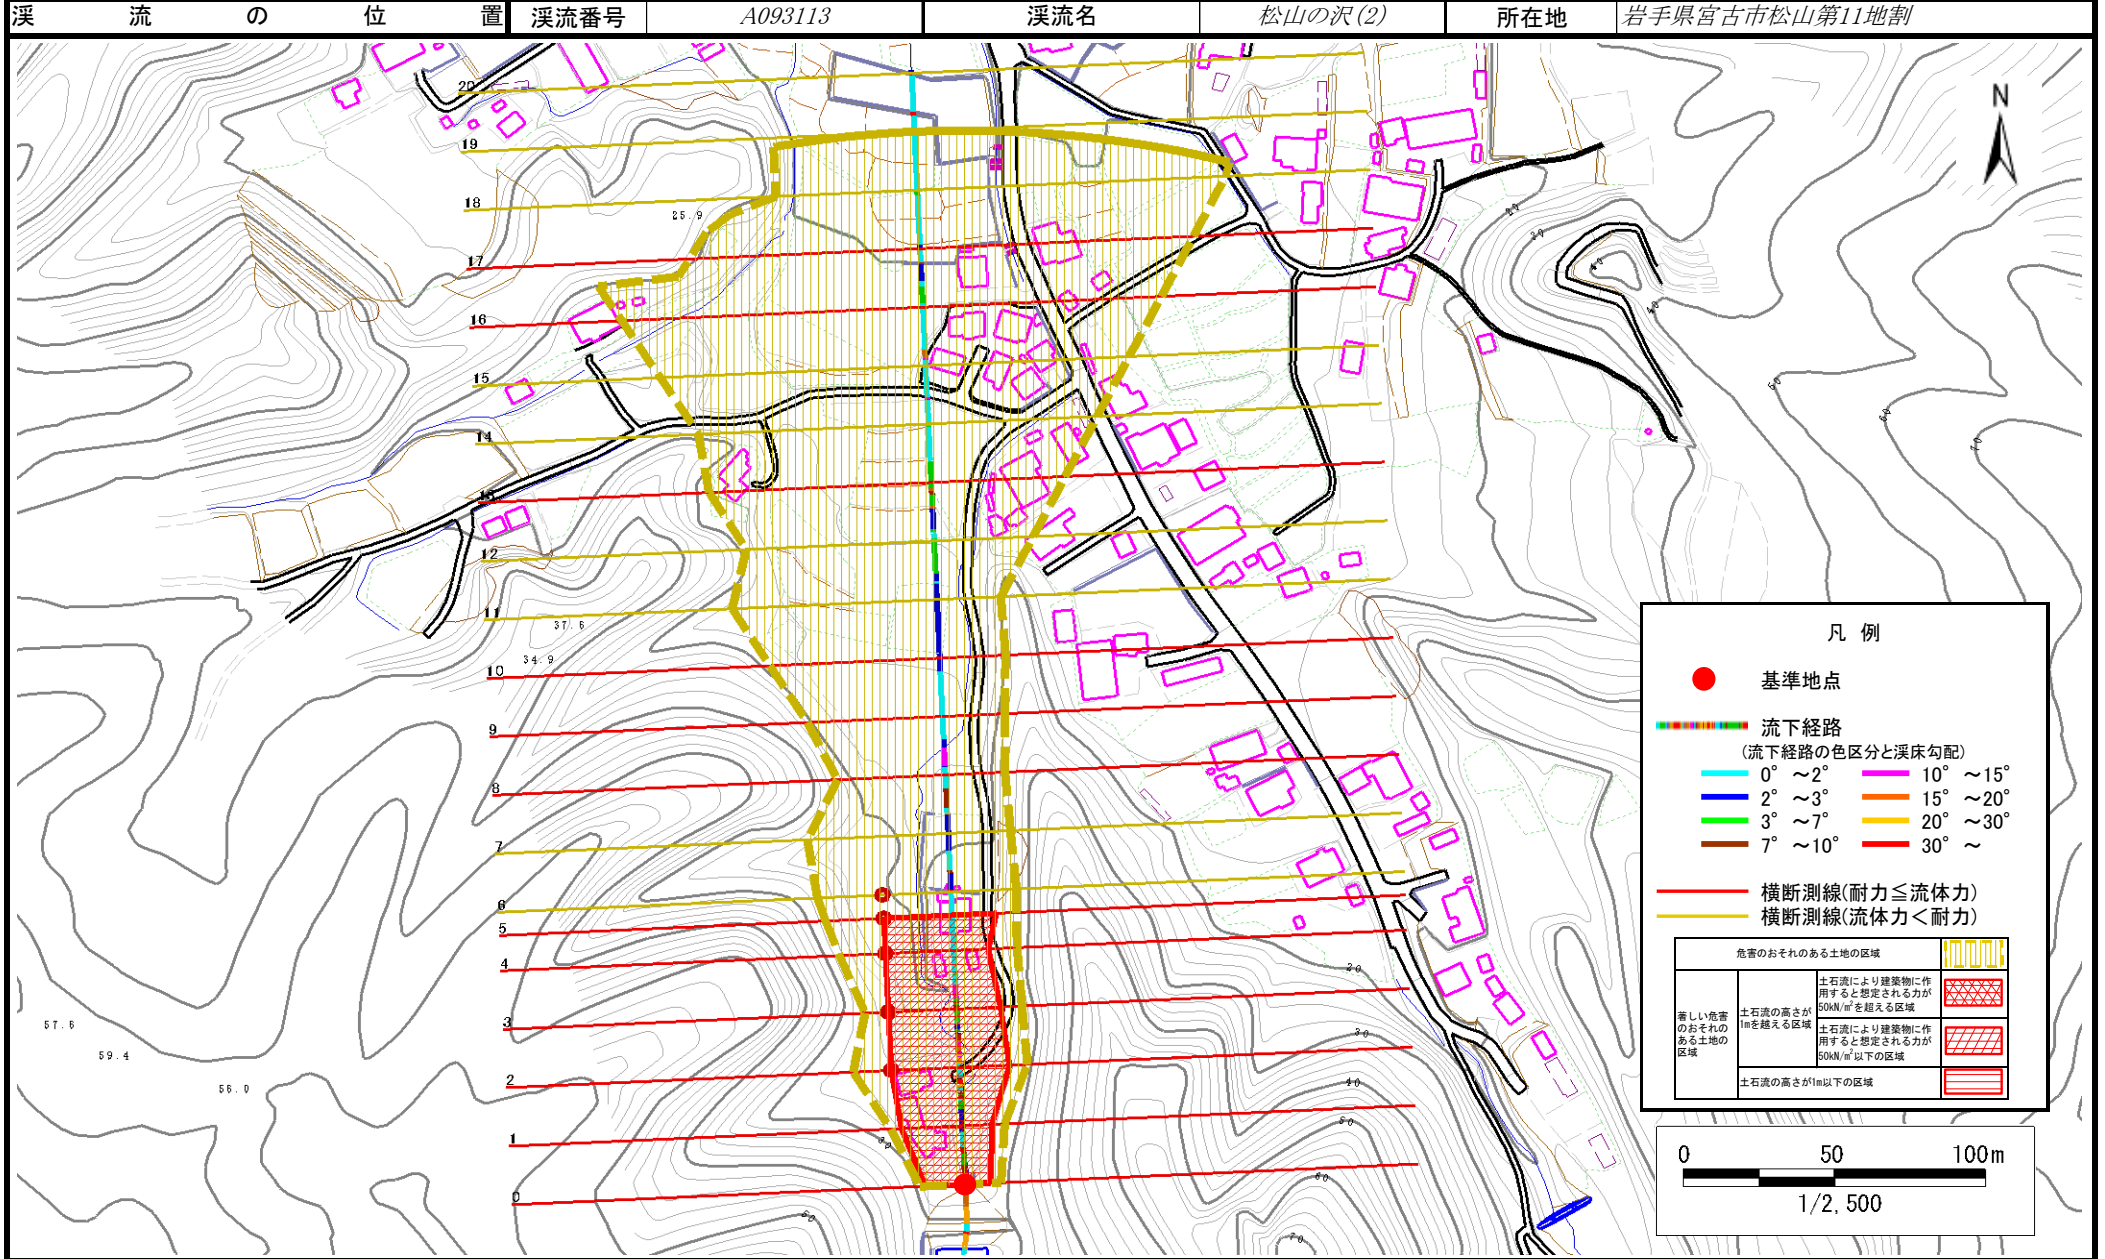 渓流の位置 渓流番号 A093113 渓流名 松山の沢(2) 所在地 岩手県宮古市松山第11地割
N
20
19
18
25.9
17
16
15
14
13
12
11
37.6
34.9
10
9
8
7
6
5
4
3
2
1
0
57.6
59.4
56.0
20
30
40
50
60
70
50
60
70
凡 例
基準地点
流下経路
(流下経路の色区分と渓床勾配)
0° ~2° 10° ~15°
2° ~3° 15° ~20°
3° ~7° 20° ~30°
7° ~10° 30° ~
横断測線(耐力≦流体力)
横断測線(流体力<耐力)
危害のおそれのある土地の区域
著しい危害
のおそれの
ある土地の
区域
土石流の高さが
1mを越える区域
土石流により建築物に作
用すると想定される力が
50kN/㎡を超える区域
土石流により建築物に作
用すると想定される力が
50kN/㎡以下の区域
土石流の高さが1m以下の区域
0 50 100m
1/2,500